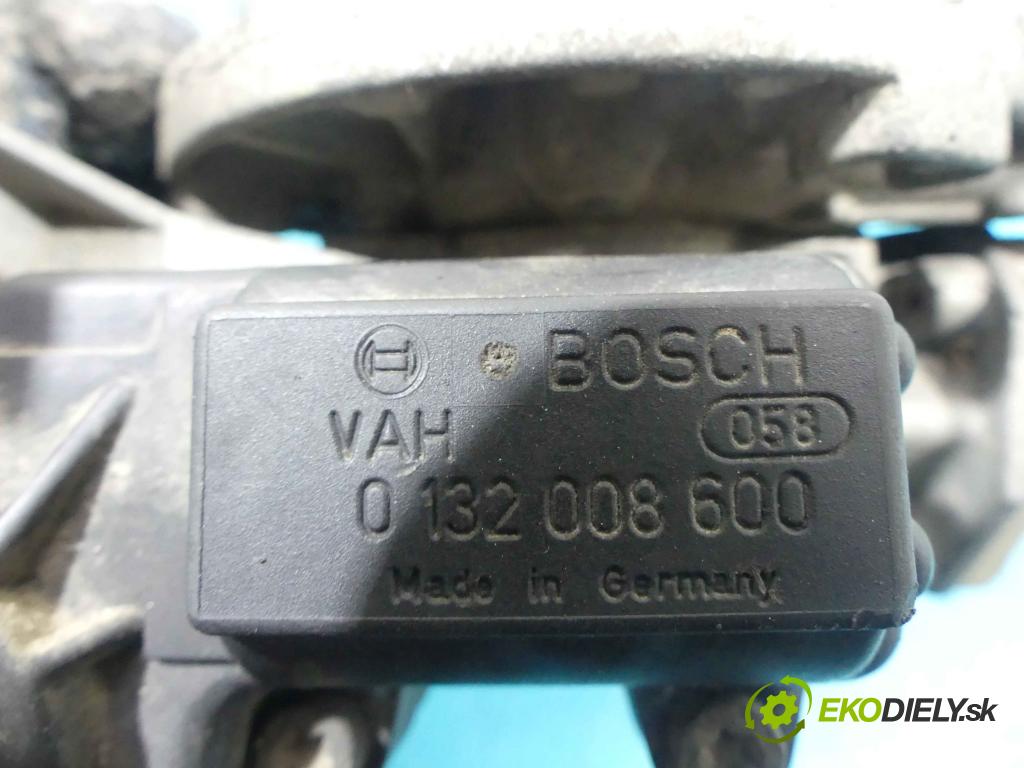 BOSCH
VAH 058
0 132 008 600
Made in Germany
EKODIELY.sk